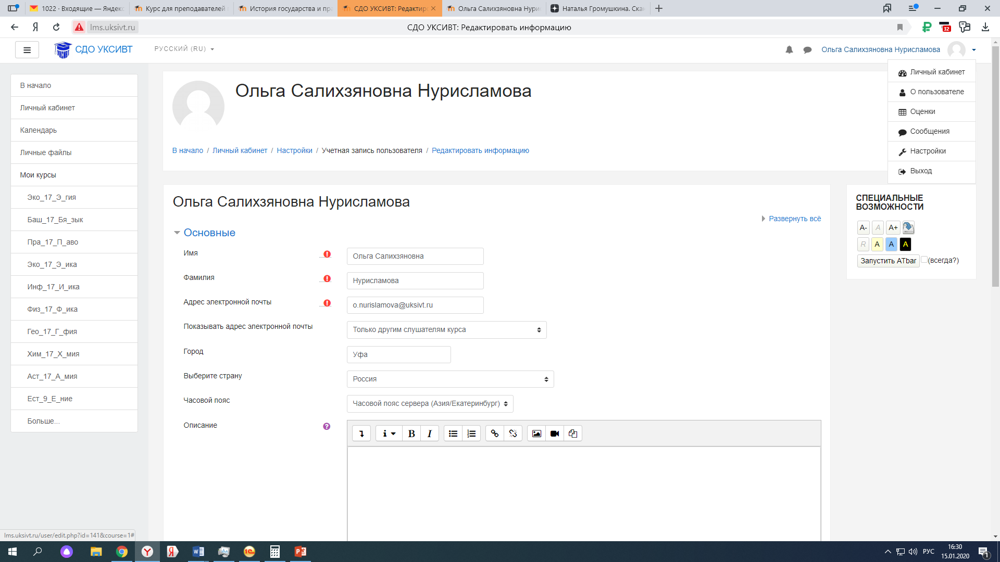 1022 · Входящие — Яндекс
Курс для преподавателей
История государства и пра
СДО УКСИВТ: Редактиро
Ольга Салихзяновна Нури
Наталья Громушкина. Ска
lms.uksivt.ru
СДО УКСИВТ: Редактировать информацию
32
УКСИВТ
СДО УКСИВТ
РУССКИЙ (RU)
Ольга Салихзяновна Нурисламова
Личный кабинет
О пользователе
Оценки
Сообщения
Настройки
Выход
В начало
Личный кабинет
Календарь
Личные файлы
Мои курсы
Эко_17_Э_гия
Баш_17_Бя_зык
Пра_17_П_аво
Эко_17_Э_ика
Инф_17_И_ика
Физ_17_Ф_ика
Гео_17_Г_фия
Хим_17_Х_мия
Аст_17_А_мия
Ест_9_Е_ние
Больше...
Ольга Салихзяновна Нурисламова
В начало / Личный кабинет / Настройки / Учетная запись пользователя / Редактировать информацию
Ольга Салихзяновна Нурисламова
Развернуть всё
Основные
Имя
Ольга Салихзяновна
Фамилия
Нурисламова
Адрес электронной почты
o.nurislamova@uksivt.ru
Показывать адрес электронной почты
Только другим слушателям курса
Город
Уфа
Выберите страну
Россия
Часовой пояс
Часовой пояс сервера (Азия/Екатеринбург)
Описание
B I
СПЕЦИАЛЬНЫЕ
ВОЗМОЖНОСТИ
A- A A+
R A A A
Запустить ATbar (всегда?)
lms.uksivt.ru/user/edit.php?id=141&course=1#
РУС
16:30
15.01.2020
1